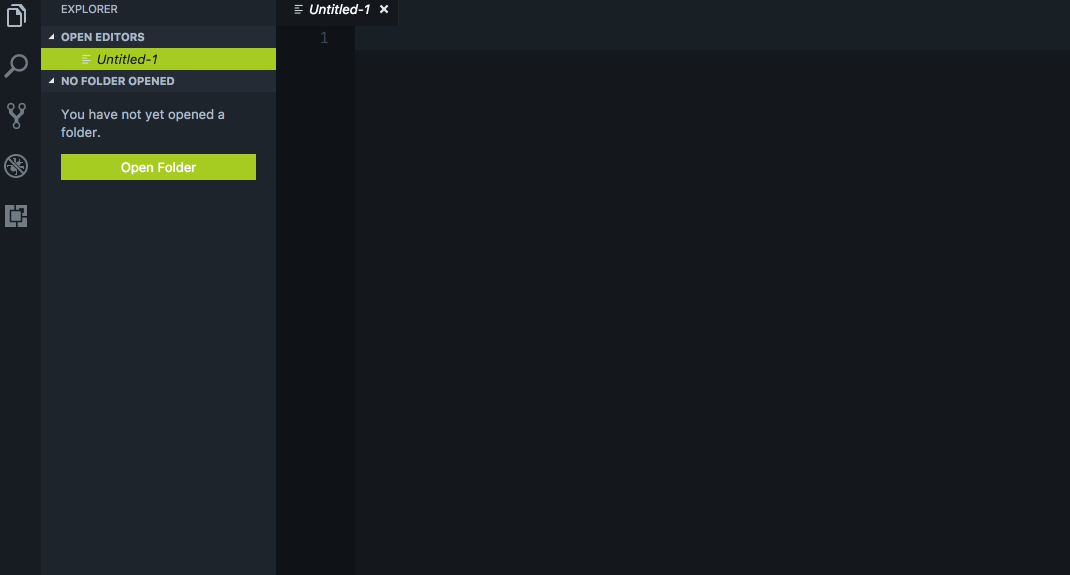 EXPLORER
Untitled-1
OPEN EDITORS
Untitled-1
NO FOLDER OPENED
You have not yet opened a
folder.
Open Folder
1